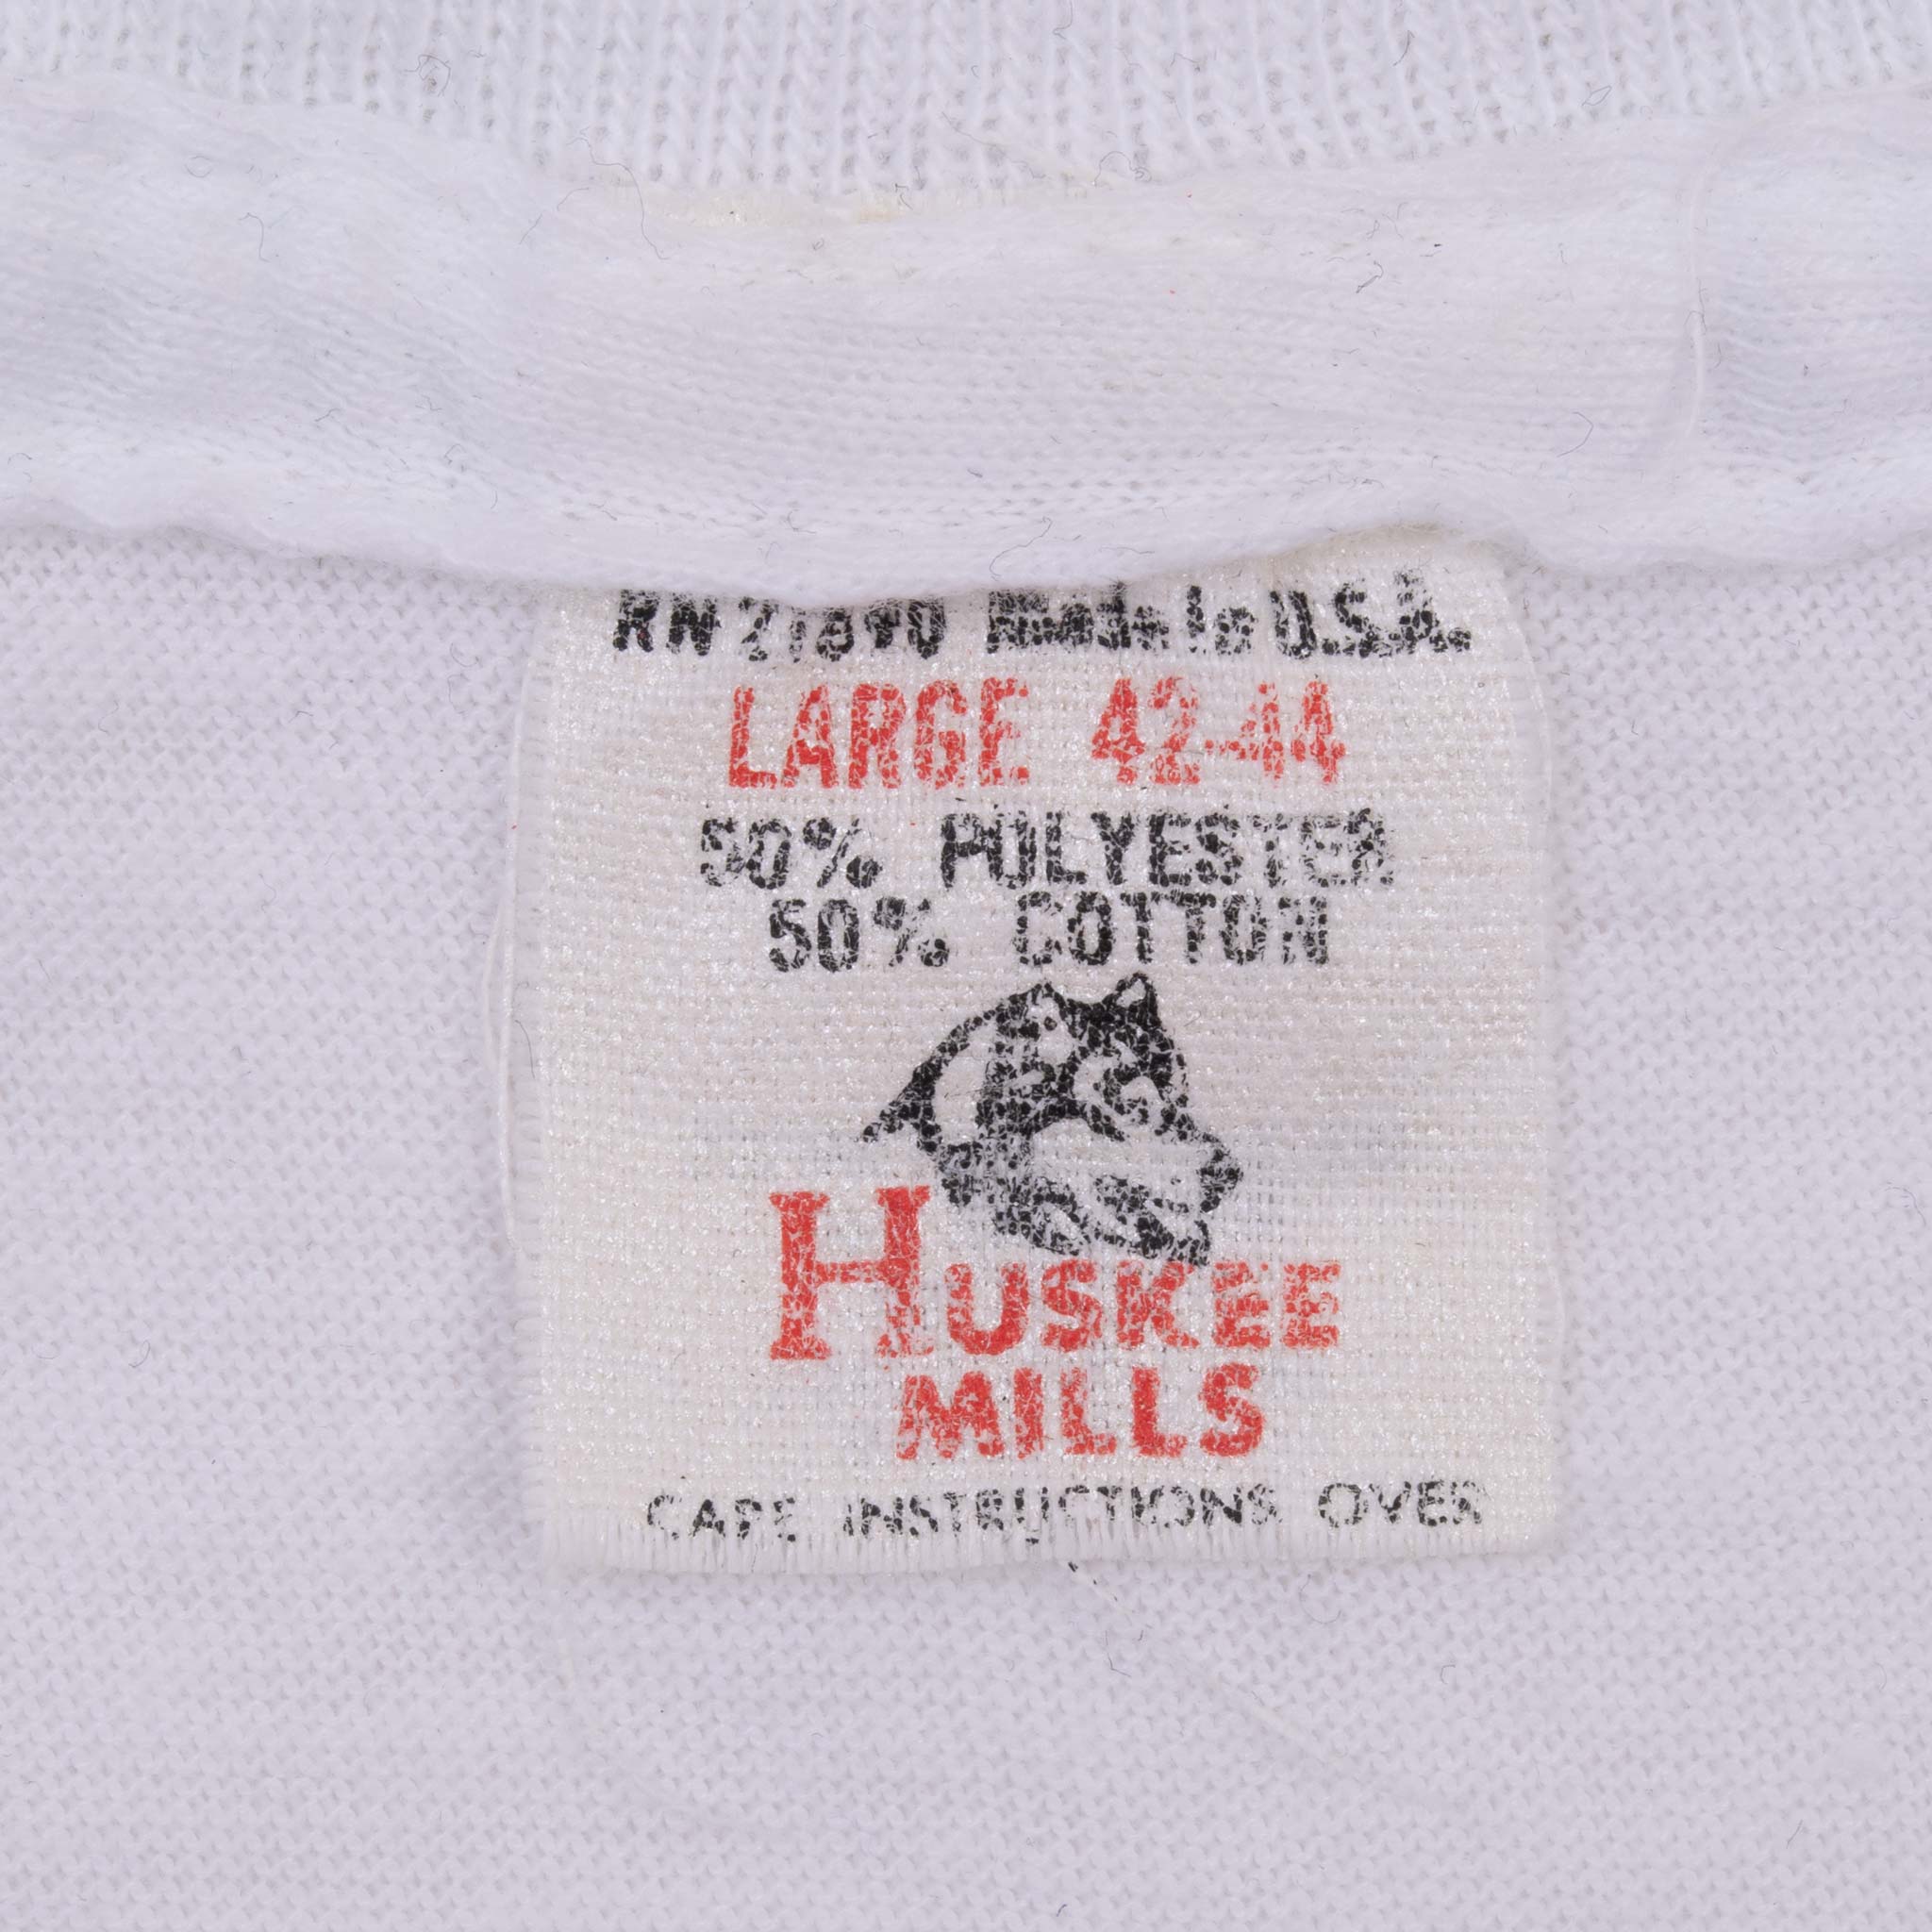 RN 21890 Made In U.S.A.
LARGE 42-44
50% POLYESTER
50% COTTON
HUSKEE
MILLS
CARE INSTRUCTIONS OVER